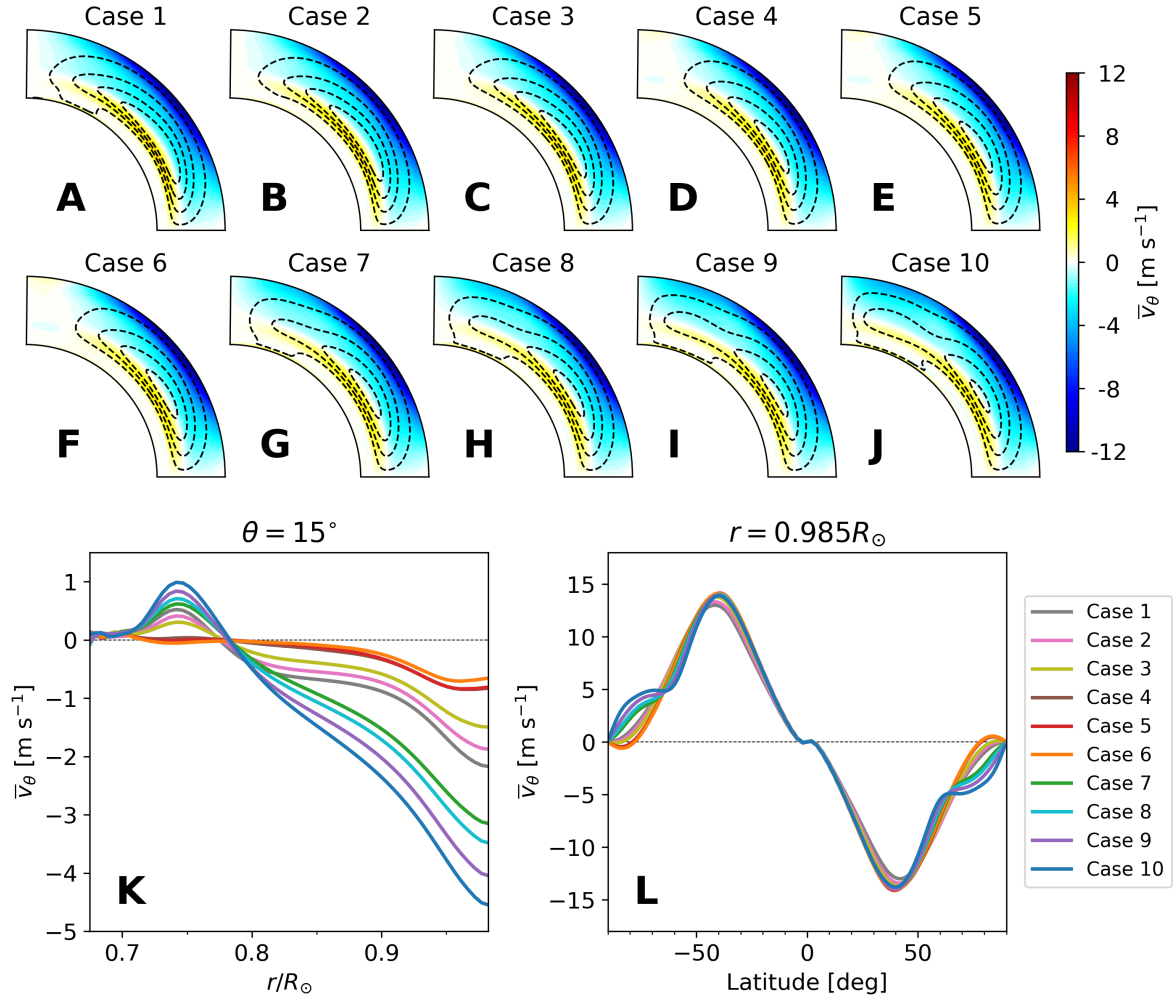 Case 1 Case 2 Case 3 Case 4 Case 5
A B C D E
Case 6 Case 7 Case 8 Case 9 Case 10
F G H I J
12
8
4
0
-4
-8
-12
v̅θ [m s⁻¹]
θ = 15°
1
0
−1
−2
−3
−4
−5
v̅θ [m s⁻¹]
K
0.7 0.8 0.9
r/R⊙
r = 0.985R⊙
15
10
5
0
−5
−10
−15
v̅θ [m s⁻¹]
L
−50 0 50
Latitude [deg]
Case 1
Case 2
Case 3
Case 4
Case 5
Case 6
Case 7
Case 8
Case 9
Case 10